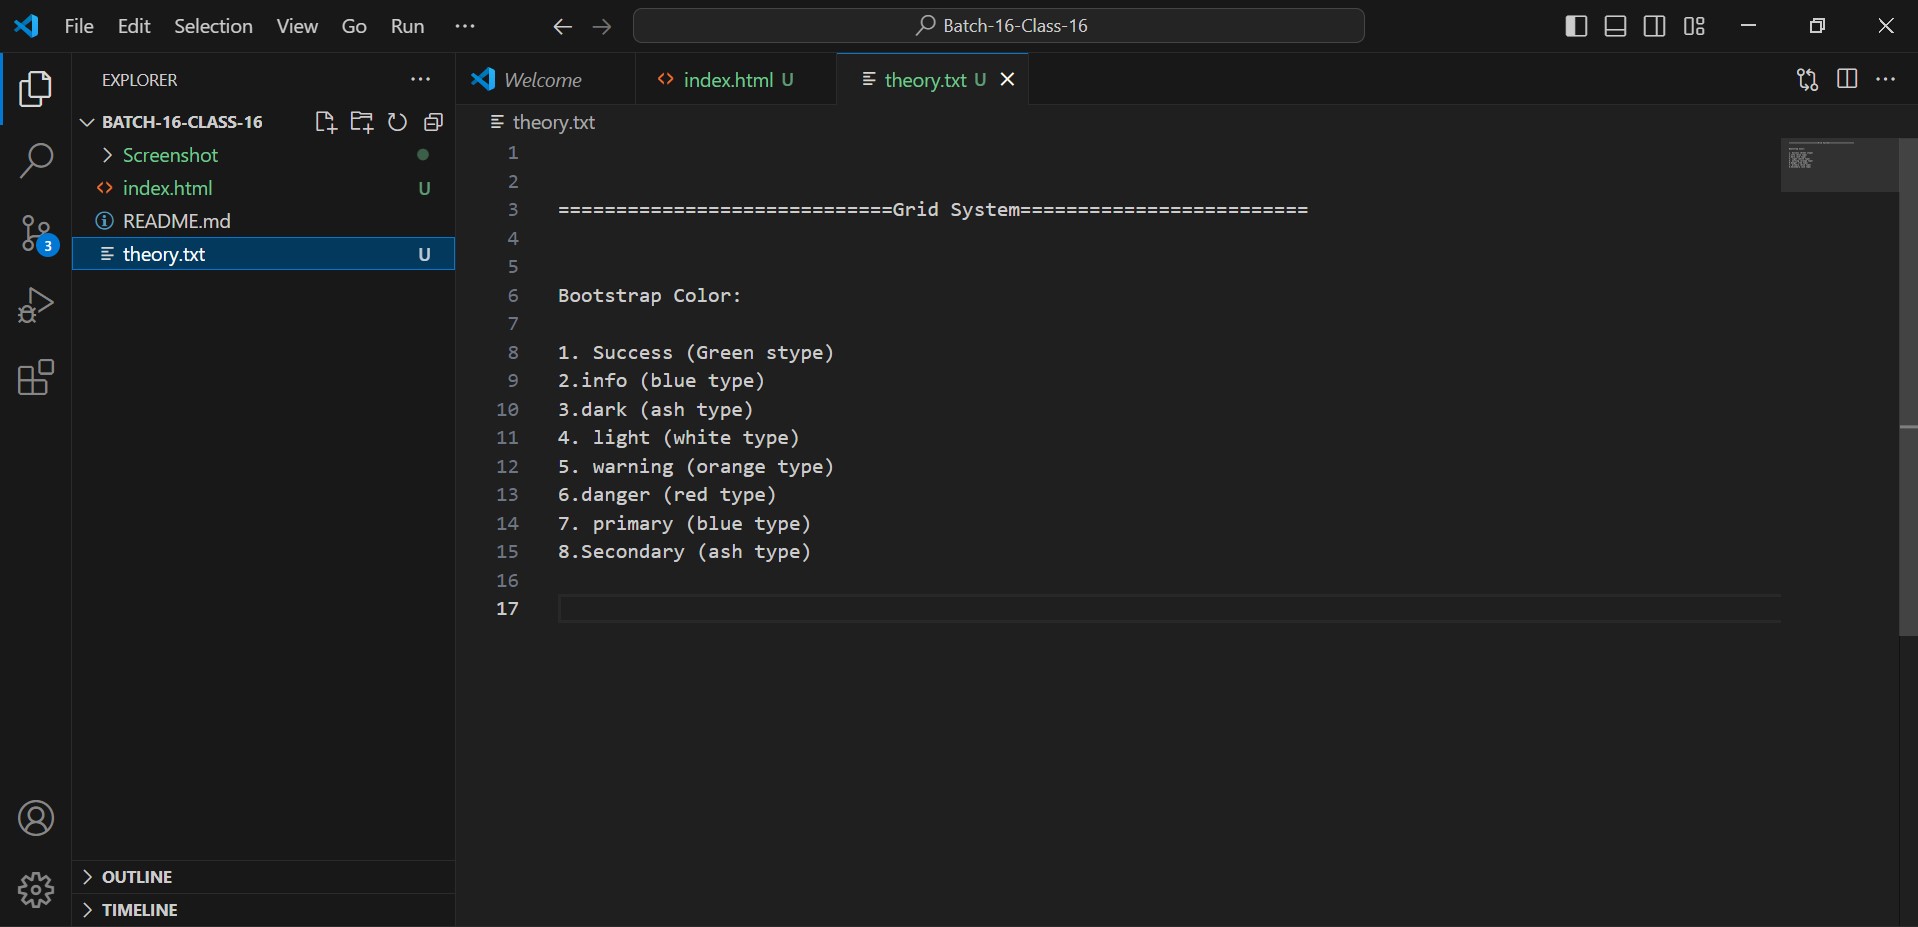 File Edit Selection View Go Run ···
Batch-16-Class-16
EXPLORER ···
Welcome
index.html U
theory.txt U
BATCH-16-CLASS-16
Screenshot
index.html U
README.md
theory.txt U
3
OUTLINE
TIMELINE
theory.txt
1
2
3 =============================Grid System=========================
4
5
6 Bootstrap Color:
7
8 1. Success (Green stype)
9 2.info (blue type)
10 3.dark (ash type)
11 4. light (white type)
12 5. warning (orange type)
13 6.danger (red type)
14 7. primary (blue type)
15 8.Secondary (ash type)
16
17